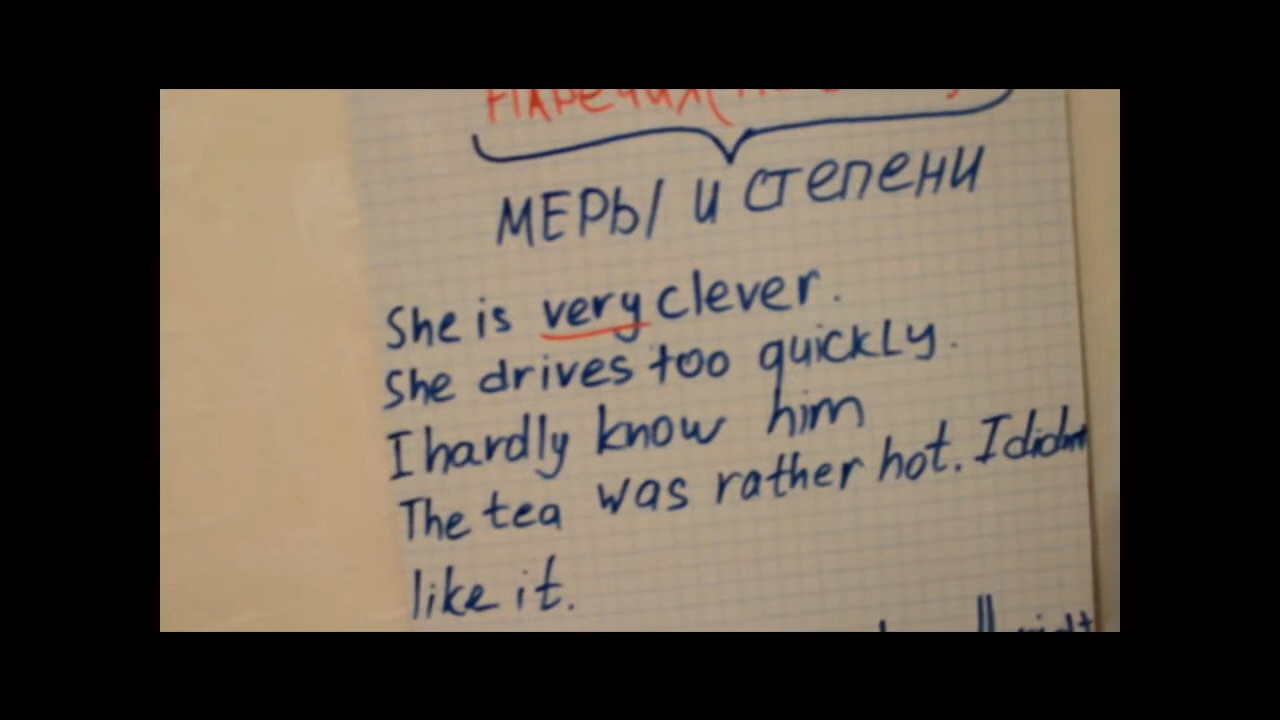 МЕРЫ И СТЕПЕНИ
She is very clever.
She drives too quickly.
I hardly know him
The tea was rather hot. I didnt
like it.